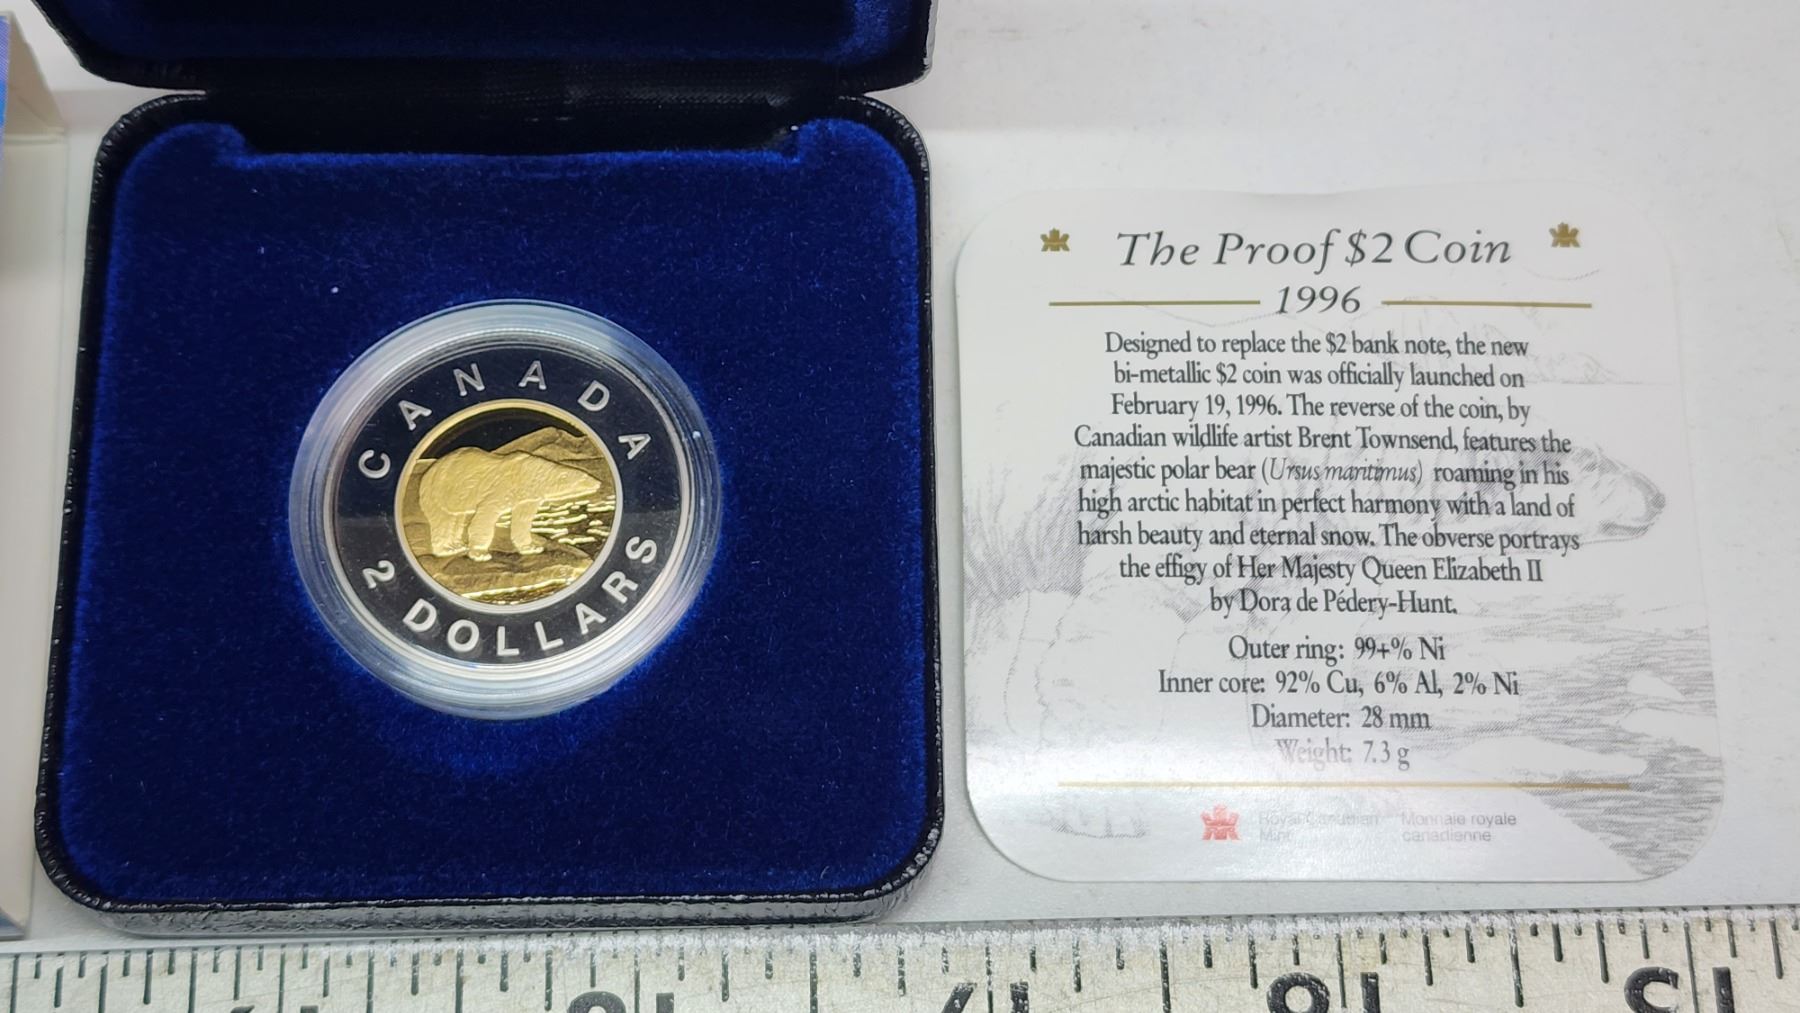 CANADA
2 DOLLARS
The Proof $2 Coin
1996
Designed to replace the $2 bank note, the new
bi-metallic $2 coin was officially launched on
February 19, 1996. The reverse of the coin, by
Canadian wildlife artist Brent Townsend, features the
majestic polar bear (Ursus maritimus) roaming in his
high arctic habitat in perfect harmony with a land of
harsh beauty and eternal snow. The obverse portrays
the effigy of Her Majesty Queen Elizabeth II
by Dora de Pédery-Hunt.
Outer ring: 99+% Ni
Inner core: 92% Cu, 6% Al, 2% Ni
Diameter: 28 mm
Weight: 7.3 g
Royal Canadian Monnaie royale
Mint canadienne